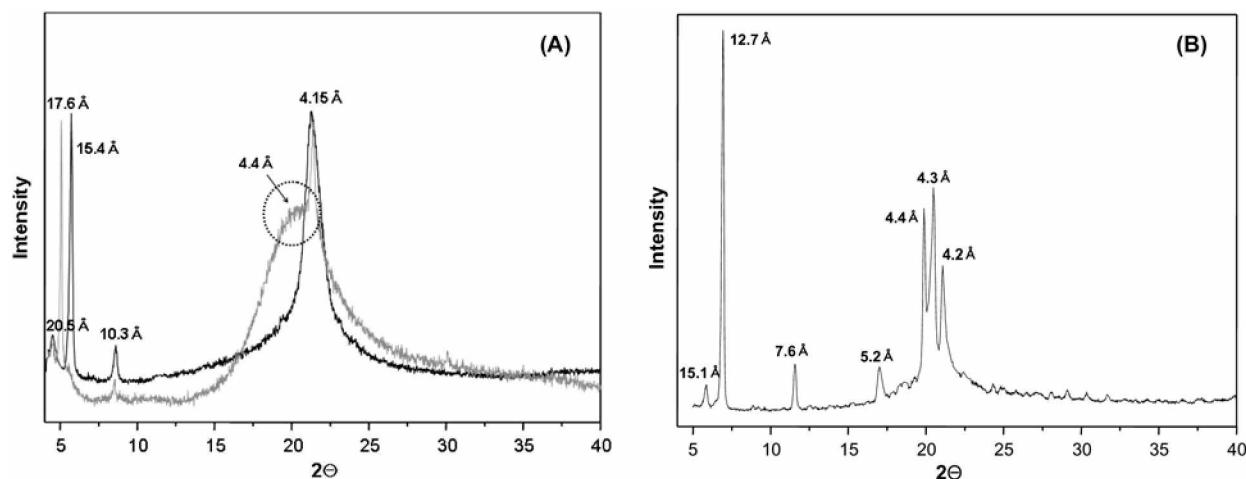 (A)
17.6 Å
4.15 Å
15.4 Å
4.4 Å
20.5 Å
10.3 Å
Intensity
5 10 15 20 25 30 35 40
2Θ
(B)
12.7 Å
4.3 Å
4.4 Å
4.2 Å
15.1 Å
7.6 Å
5.2 Å
Intensity
5 10 15 20 25 30 35 40
2Θ